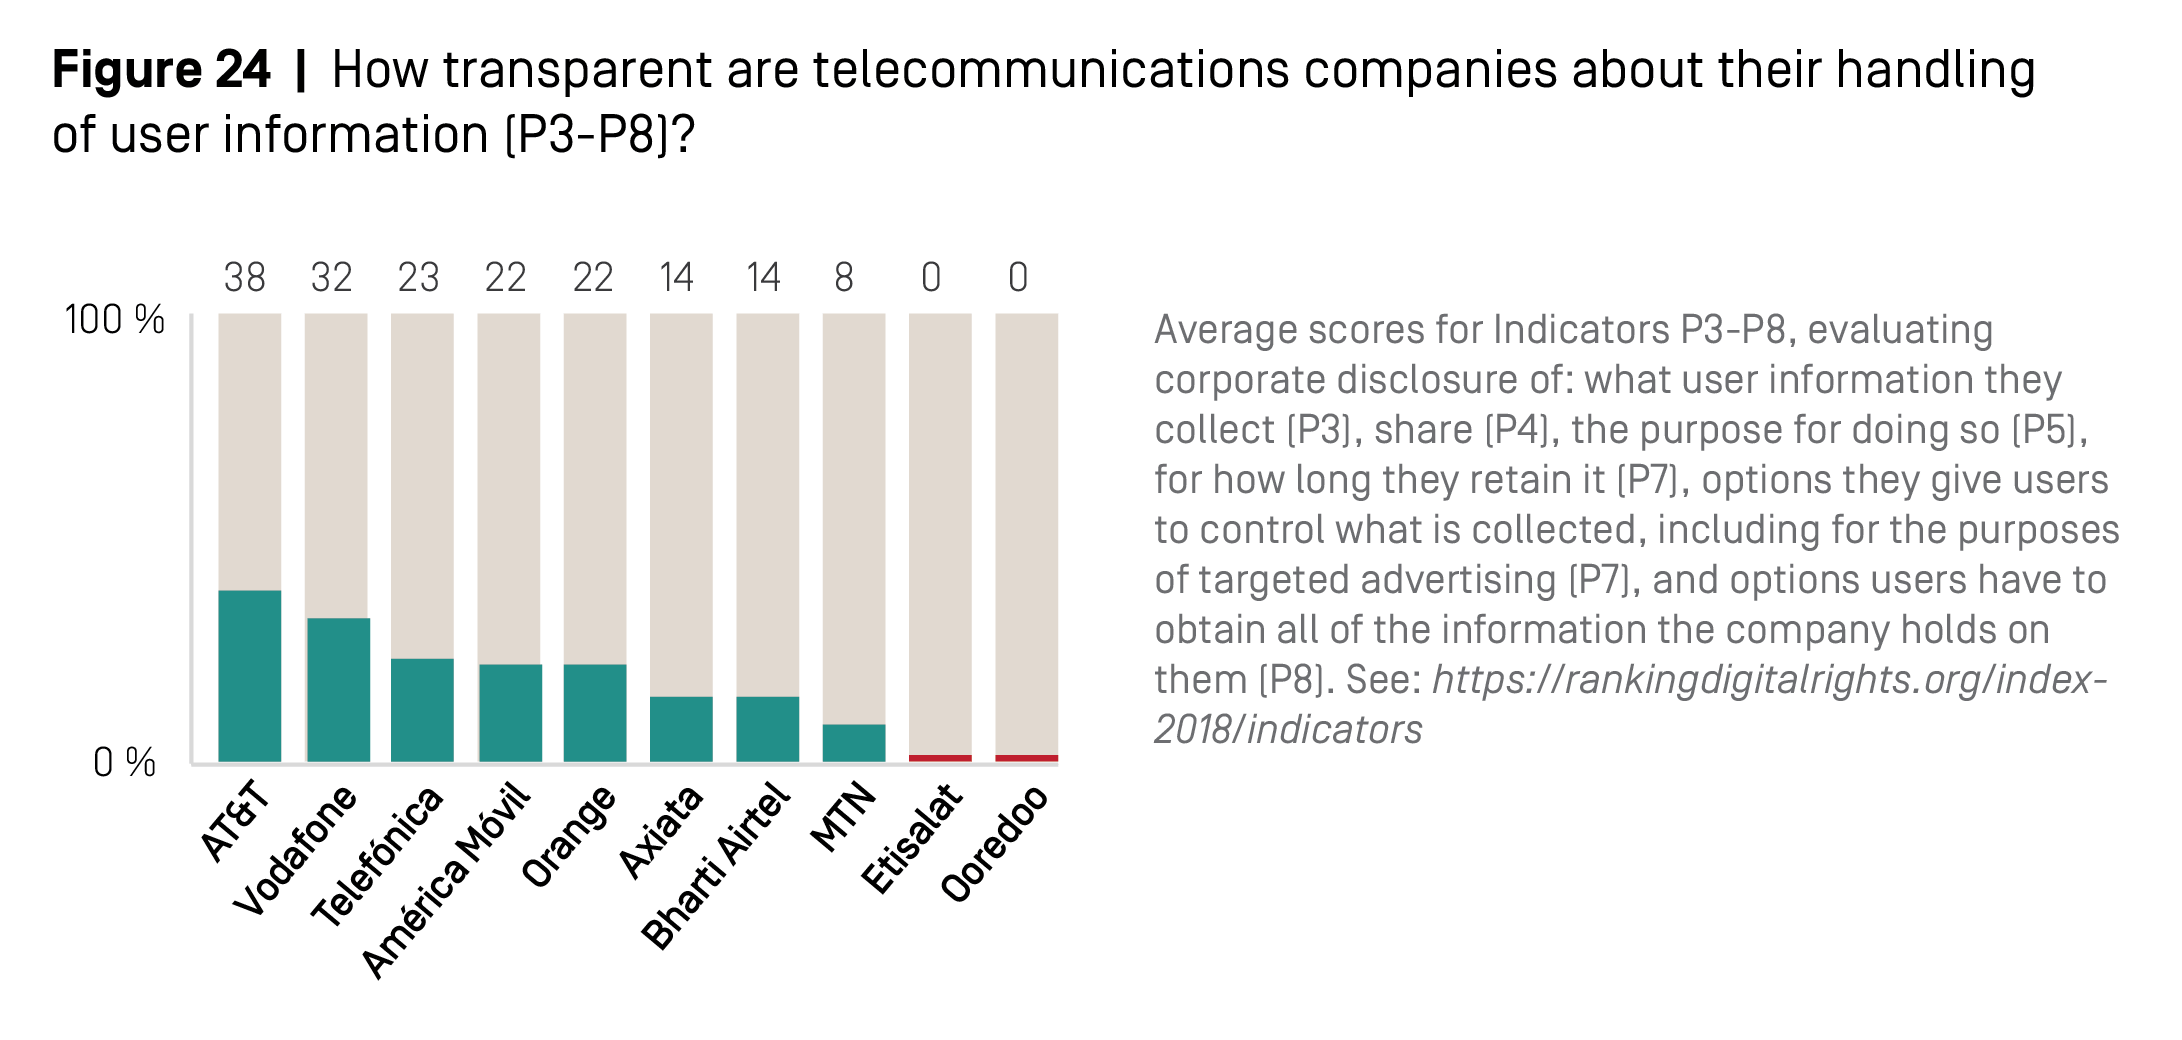 Figure 24 | How transparent are telecommunications companies about their handling
of user information (P3-P8)?
38 32 23 22 22 14 14 8 0 0
100 %
0 %
AT&T
Vodafone
Telefónica
América Móvil
Orange
Axiata
Bharti Airtel
MTN
Etisalat
Ooredoo
Average scores for Indicators P3-P8, evaluating
corporate disclosure of: what user information they
collect (P3), share (P4), the purpose for doing so (P5),
for how long they retain it (P7), options they give users
to control what is collected, including for the purposes
of targeted advertising (P7), and options users have to
obtain all of the information the company holds on
them (P8). See: https://rankingdigitalrights.org/index-
2018/indicators